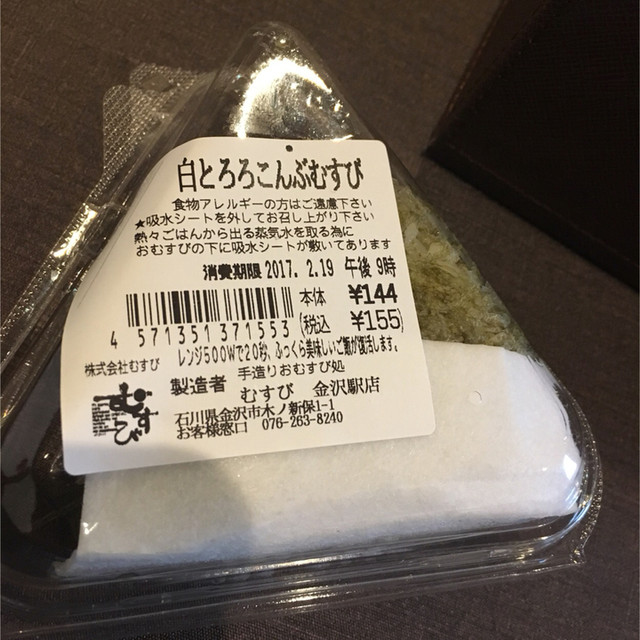 白とろろこんぶむすび
食物アレルギーの方はご遠慮下さい
★吸水シートを外してお召し上がり下さい
熱々ごはんから出る蒸気水を取る為に
おむすびの下に吸水シートが敷いてあります
消費期限 2017. 2.19 午後 9時
本体 ¥144
(税込 ¥155)
4 571351 371553
レンジ500Wで20秒、ふっくら美味しいご飯が復活します。
株式会社むすび
手造りおむすび処
製造者 むすび 金沢駅店
石川県金沢市木ノ新保1-1
お客様窓口 076-263-8240
むすび